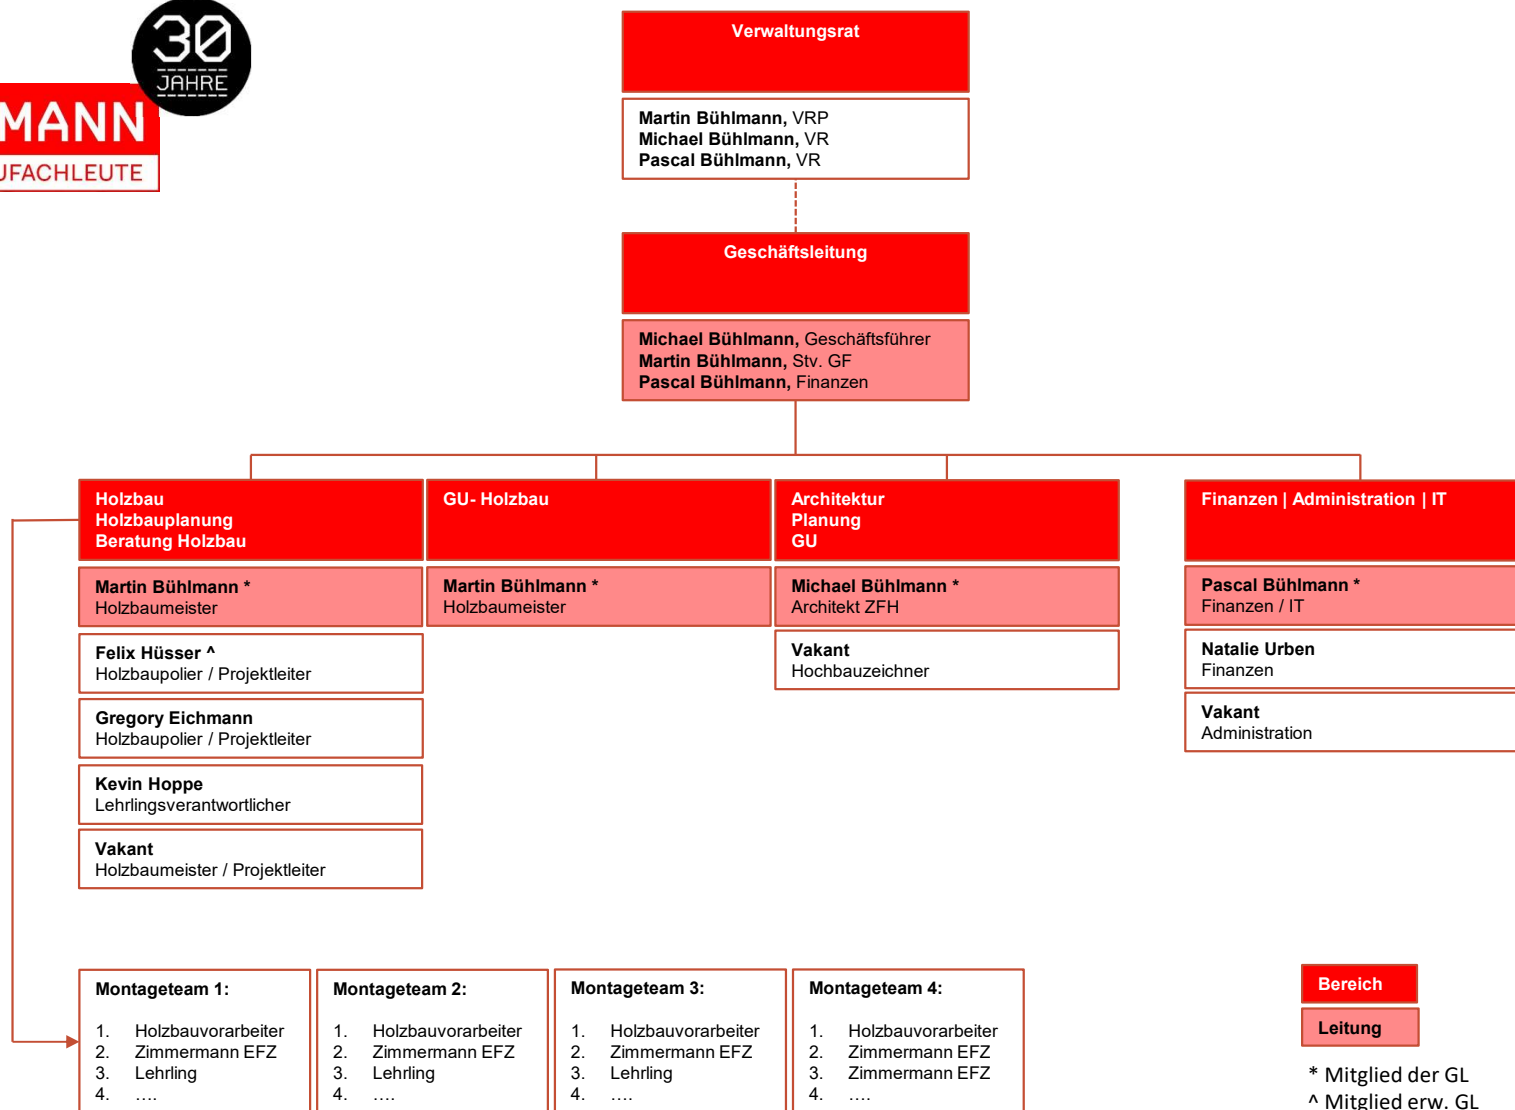 30
JAHRE
MANN
UFACHLEUTE
Verwaltungsrat
Martin Bühlmann, VRP
Michael Bühlmann, VR
Pascal Bühlmann, VR
Geschäftsleitung
Michael Bühlmann, Geschäftsführer
Martin Bühlmann, Stv. GF
Pascal Bühlmann, Finanzen
Holzbau
Holzbauplanung
Beratung Holzbau
Martin Bühlmann *
Holzbaumeister
Felix Hüsser ^
Holzbaupolier / Projektleiter
Gregory Eichmann
Holzbaupolier / Projektleiter
Kevin Hoppe
Lehrlingsverantwortlicher
Vakant
Holzbaumeister / Projektleiter
GU- Holzbau
Martin Bühlmann *
Holzbaumeister
Architektur
Planung
GU
Michael Bühlmann *
Architekt ZFH
Vakant
Hochbauzeichner
Finanzen | Administration | IT
Pascal Bühlmann *
Finanzen / IT
Natalie Urben
Finanzen
Vakant
Administration
Montageteam 1:
1. Holzbauvorarbeiter
2. Zimmermann EFZ
3. Lehrling
4. ....
Montageteam 2:
1. Holzbauvorarbeiter
2. Zimmermann EFZ
3. Lehrling
4. ....
Montageteam 3:
1. Holzbauvorarbeiter
2. Zimmermann EFZ
3. Lehrling
4. ....
Montageteam 4:
1. Holzbauvorarbeiter
2. Zimmermann EFZ
3. Zimmermann EFZ
4. ....
Bereich
Leitung
* Mitglied der GL
^ Mitglied erw. GL